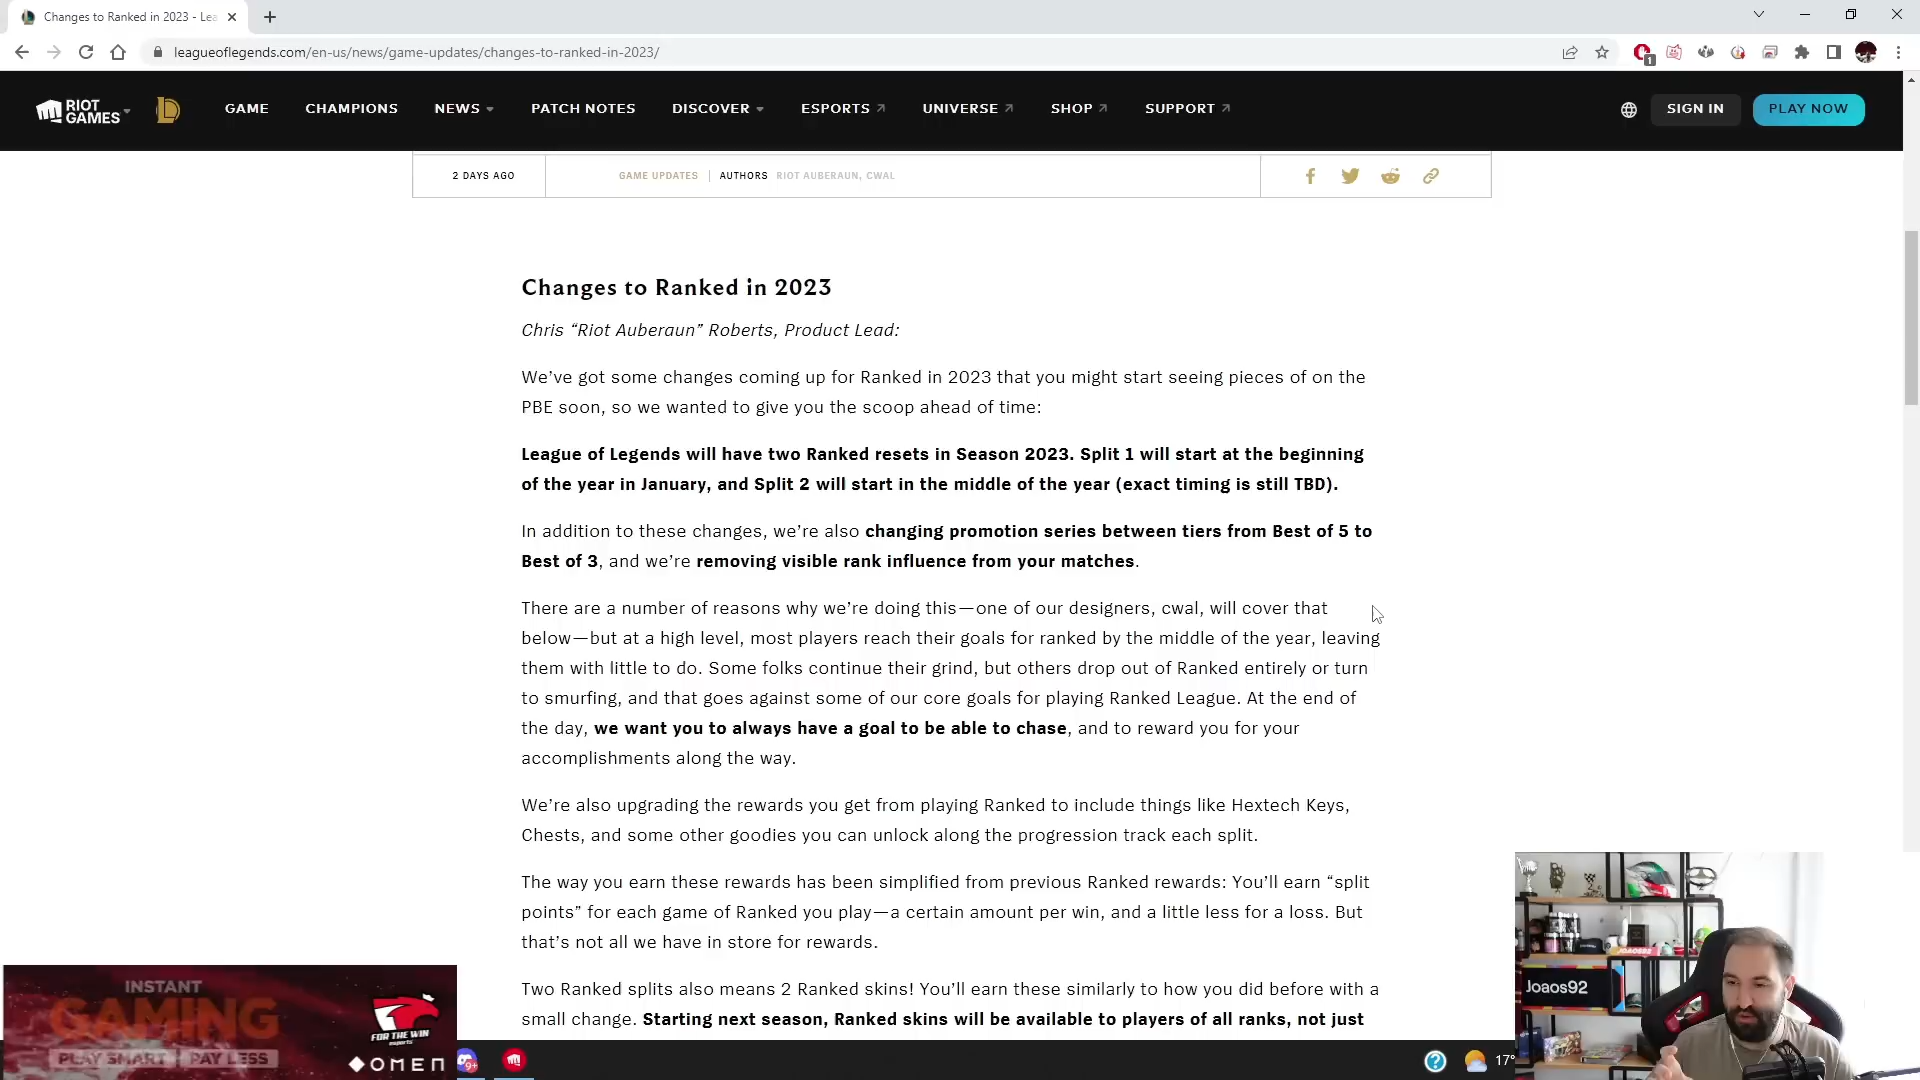 Changes to Ranked in 2023 - Lea
leagueoflegends.com/en-us/news/game-updates/changes-to-ranked-in-2023/
1
RIOT GAMES
GAME
CHAMPIONS
NEWS
PATCH NOTES
DISCOVER
ESPORTS
UNIVERSE
SHOP
SUPPORT
SIGN IN
PLAY NOW
2 DAYS AGO
GAME UPDATES | AUTHORS RIOT AUBERAUN, CWAL
Changes to Ranked in 2023
Chris “Riot Auberaun” Roberts, Product Lead:
We’ve got some changes coming up for Ranked in 2023 that you might start seeing pieces of on the
PBE soon, so we wanted to give you the scoop ahead of time:
League of Legends will have two Ranked resets in Season 2023. Split 1 will start at the beginning
of the year in January, and Split 2 will start in the middle of the year (exact timing is still TBD).
In addition to these changes, we’re also changing promotion series between tiers from Best of 5 to
Best of 3, and we’re removing visible rank influence from your matches.
There are a number of reasons why we’re doing this—one of our designers, cwal, will cover that
below—but at a high level, most players reach their goals for ranked by the middle of the year, leaving
them with little to do. Some folks continue their grind, but others drop out of Ranked entirely or turn
to smurfing, and that goes against some of our core goals for playing Ranked League. At the end of
the day, we want you to always have a goal to be able to chase, and to reward you for your
accomplishments along the way.
We’re also upgrading the rewards you get from playing Ranked to include things like Hextech Keys,
Chests, and some other goodies you can unlock along the progression track each split.
The way you earn these rewards has been simplified from previous Ranked rewards: You’ll earn “split
points” for each game of Ranked you play—a certain amount per win, and a little less for a loss. But
that’s not all we have in store for rewards.
Two Ranked splits also means 2 Ranked skins! You’ll earn these similarly to how you did before with a
small change. Starting next season, Ranked skins will be available to players of all ranks, not just
INSTANT
GAMING
PLAY SMART | PAY LESS
FOR THE WIN
esports
OMEN
9+
17°
Joaos92